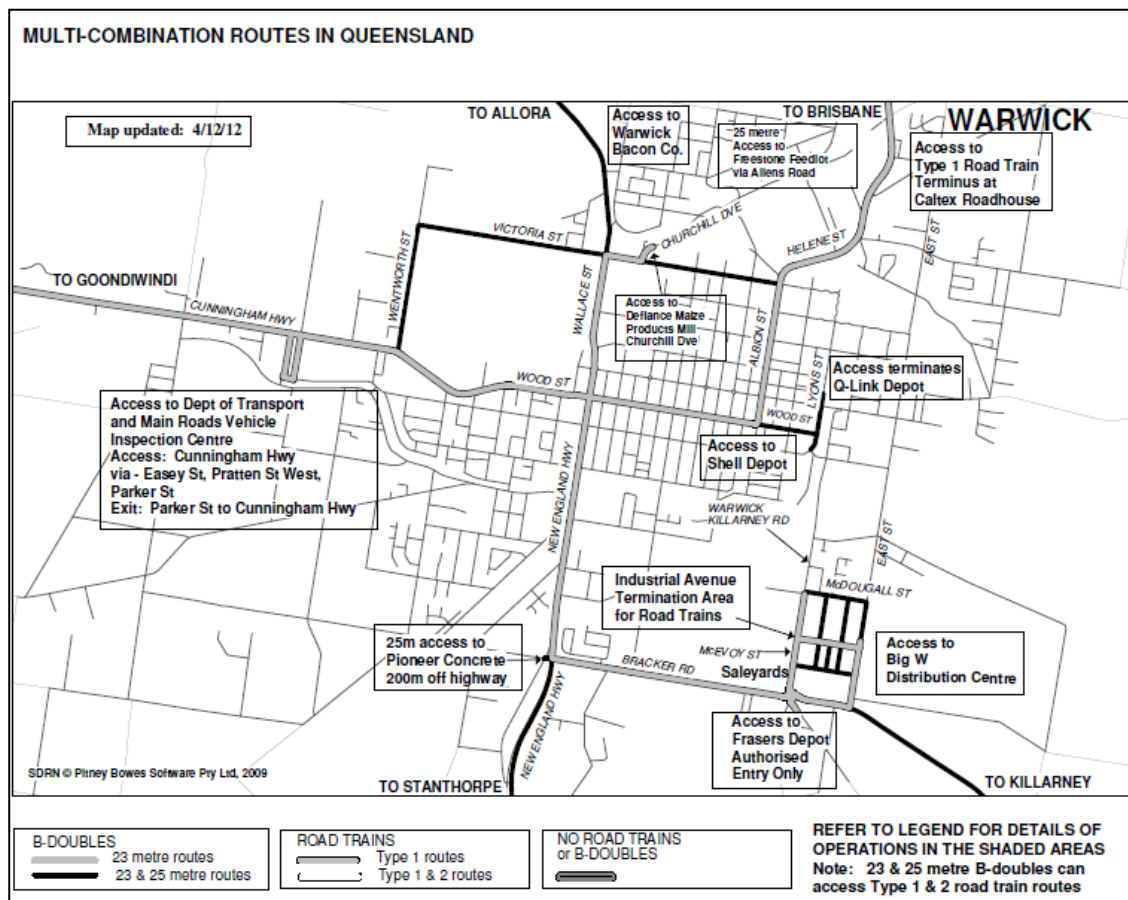 MULTI-COMBINATION ROUTES IN QUEENSLAND
Map updated: 4/12/12
TO ALLORA
Access to
Warwick
Bacon Co.
TO BRISBANE
25 metre
Access to
Freestone Feedlot
via Allens Road
WARWICK
Access to
Type 1 Road Train
Terminus at
Caltex Roadhouse
VICTORIA ST
CHURCHILL DVE
HELENE ST
EAST ST
WENTWORTH ST
TO GOONDIWINDI
CUNNINGHAM HWY
WALLACE ST
Access to
Defiance Maize
Products Mill
Churchill Dve
ALBION ST
LYONS ST
Access terminates
Q-Link Depot
WOOD ST
WOOD ST
Access to Dept of Transport
and Main Roads Vehicle
Inspection Centre
Access: Cunningham Hwy
via - Easey St, Pratten St West,
Parker St
Exit: Parker St to Cunningham Hwy
Access to
Shell Depot
NEW ENGLAND HWY
WARWICK
KILLARNEY RD
EAST ST
Industrial Avenue
Termination Area
for Road Trains
McDOUGALL ST
25m access to
Pioneer Concrete
200m off highway
McEVOY ST
BRACKER RD
Saleyards
Access to
Big W
Distribution Centre
NEW ENGLAND HWY
Access to
Frasers Depot
Authorised
Entry Only
SDRN © Pitney Bowes Software Pty Ltd, 2009
TO STANTHORPE
TO KILLARNEY
B-DOUBLES
23 metre routes
23 & 25 metre routes
ROAD TRAINS
Type 1 routes
Type 1 & 2 routes
NO ROAD TRAINS
or B-DOUBLES
REFER TO LEGEND FOR DETAILS OF
OPERATIONS IN THE SHADED AREAS
Note: 23 & 25 metre B-doubles can
access Type 1 & 2 road train routes